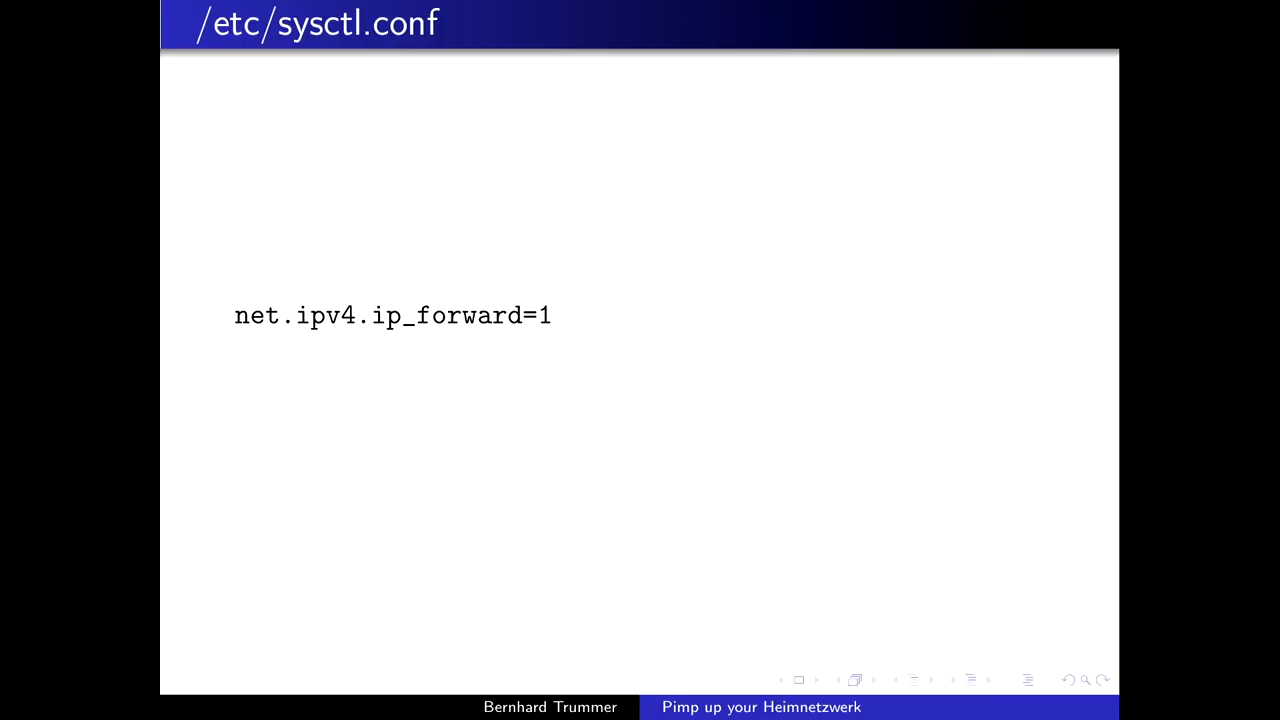 /etc/sysctl.conf
net.ipv4.ip_forward=1
Bernhard Trummer
Pimp up your Heimnetzwerk